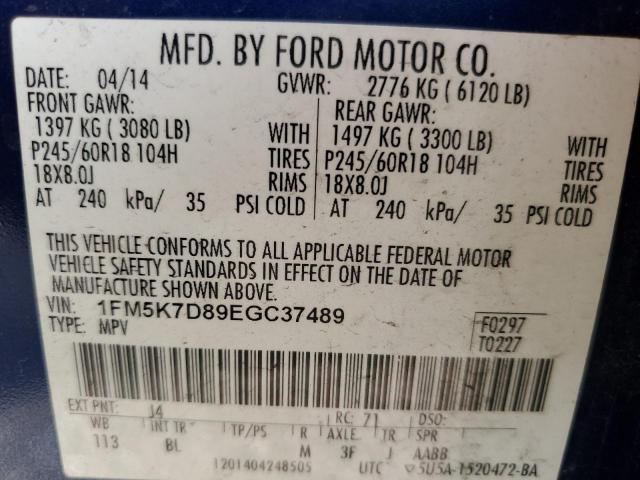 MFD. BY FORD MOTOR CO.
DATE: 04/14 GVWR: 2776 KG ( 6120 LB)
FRONT GAWR: REAR GAWR:
1397 KG ( 3080 LB) WITH 1497 KG ( 3300 LB) WITH
P245/60R18 104H TIRES P245/60R18 104H TIRES
18X8.0J RIMS 18X8.0J RIMS
AT 240 kPa/ 35 PSI COLD AT 240 kPa/ 35 PSI COLD
THIS VEHICLE CONFORMS TO ALL APPLICABLE FEDERAL MOTOR
VEHICLE SAFETY STANDARDS IN EFFECT ON THE DATE OF
MANUFACTURE SHOWN ABOVE.
VIN: 1FM5K7D89EGC37489 F0297
TYPE: MPV T0227
EXT PNT: J4 RC: 71 DSO:
WB INT TR TP/PS R AXLE TR SPR
113 BL M 3F J AABB
1201404248505 UTC 5U5A-1520472-BA